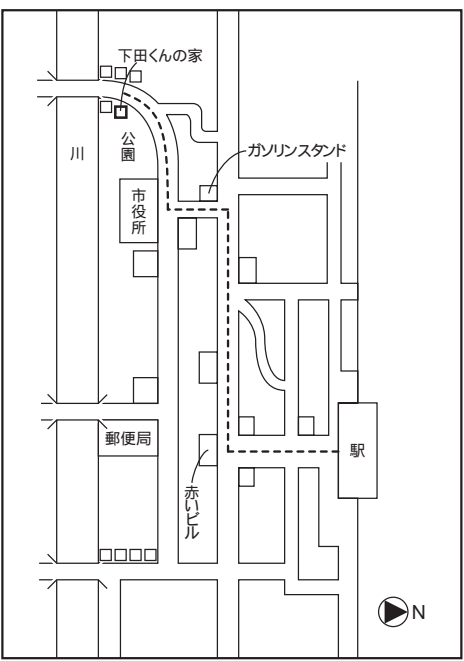 下田くんの家
川
公園
ガソリンスタンド
市役所
郵便局
駅
赤いビル
N